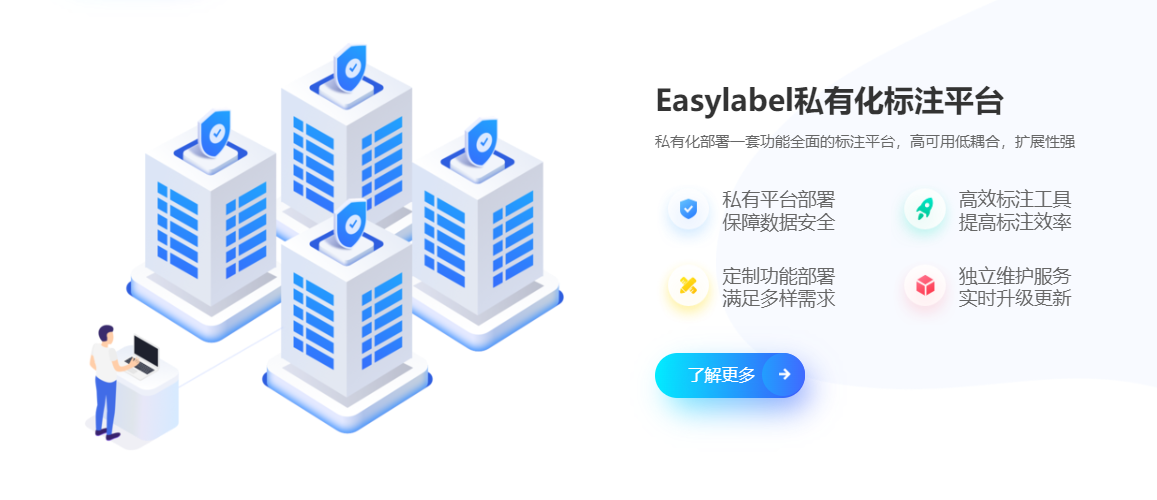 Easylabel私有化标注平台
私有化部署一套功能全面的标注平台，高可用低耦合，扩展性强
私有平台部署
保障数据安全
高效标注工具
提高标注效率
定制功能部署
满足多样需求
独立维护服务
实时升级更新
了解更多